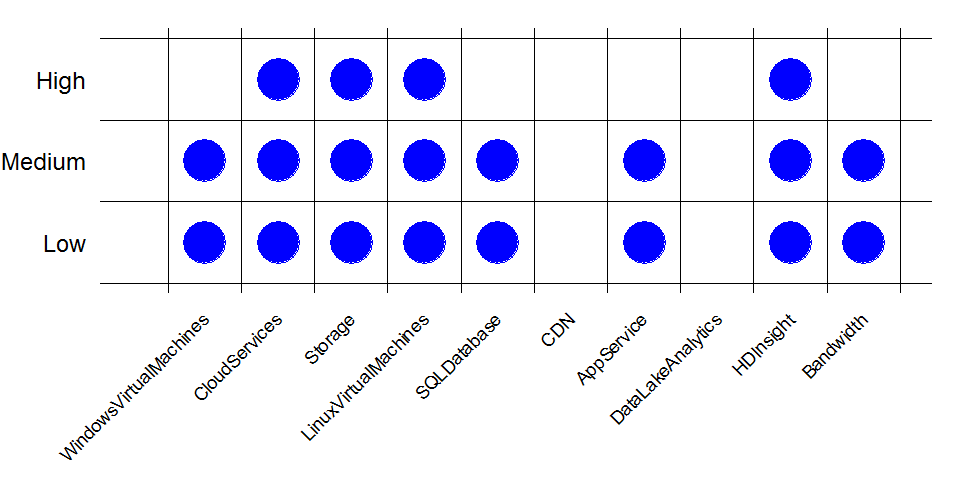 High
Medium
Low
WindowsVirtualMachines
CloudServices
Storage
LinuxVirtualMachines
SQLDatabase
CDN
AppService
DataLakeAnalytics
HDInsight
Bandwidth